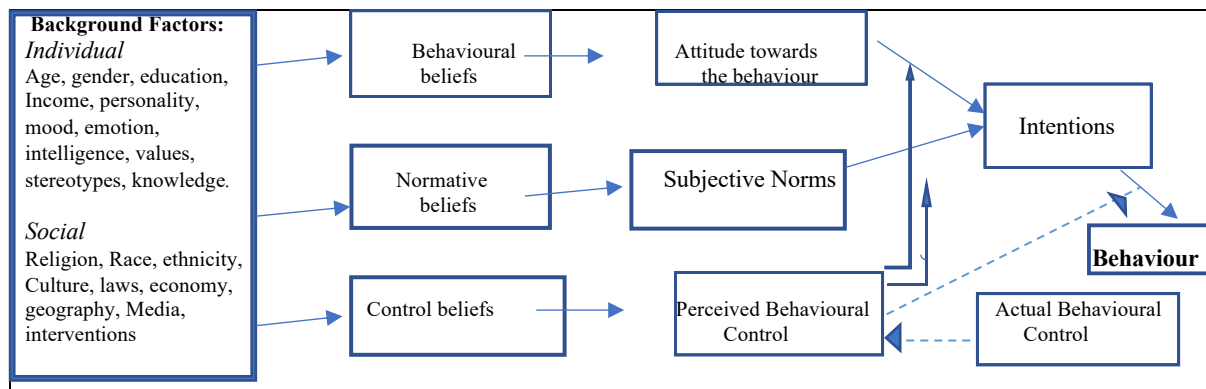 Background Factors:
Individual
Age, gender, education,
Income, personality,
mood, emotion,
intelligence, values,
stereotypes, knowledge.
Social
Religion, Race, ethnicity,
Culture, laws, economy,
geography, Media,
interventions
Behavioural
beliefs
Normative
beliefs
Control beliefs
Attitude towards
the behaviour
Subjective Norms
Perceived Behavioural
Control
Intentions
Behaviour
Actual Behavioural
Control